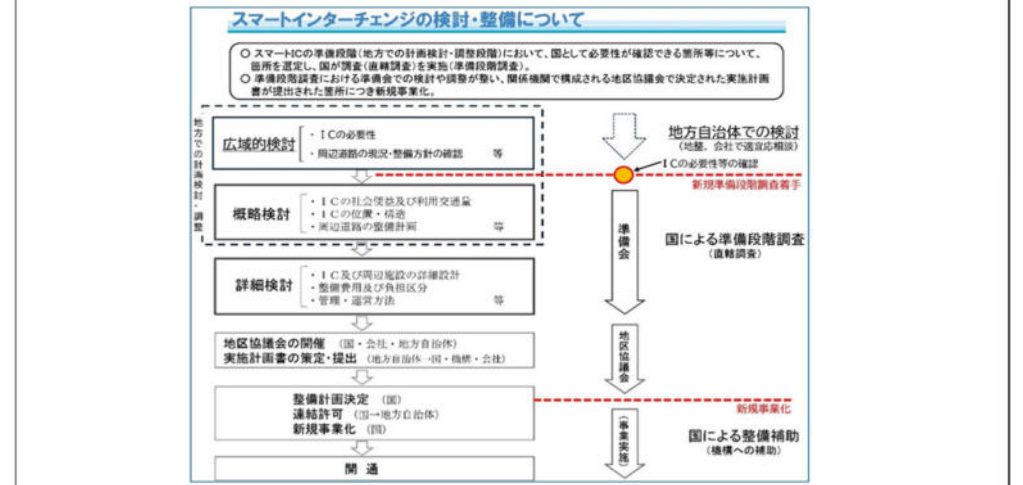 スマートインターチェンジの検討・整備について
○ スマートICの準備段階(地方での計画検討・調整段階)において、国として必要性が確認できる箇所等について、
箇所を選定し、国が調査(直轄調査)を実施(準備段階調査)。
○ 準備段階調査における準備会での検討や調整が整い、関係機関で構成される地区協議会で決定された実施計画
書が提出された箇所につき新規事業化。
地方での計画検討・調整
広域的検討
・ICの必要性
・周辺道路の現況・整備方針の確認 等
概略検討
・ICの社会便益及び利用交通量
・ICの位置・構造
・周辺道路の整備計画 等
詳細検討
・IC及び周辺施設の詳細設計
・整備費用及び負担区分
・管理・運営方法 等
地区協議会の開催 (国・会社・地方自治体)
実施計画書の策定・提出 (地方自治体→国・機構・会社)
整備計画決定 (国)
連結許可 (国→地方自治体)
新規事業化 (国)
開 通
地方自治体での検討
(地整、会社で適宜応相談)
ICの必要性等の確認
新規準備段階調査着手
準備会
国による準備段階調査
(直轄調査)
地区協議会
新規事業化
(事業実施)
国による整備補助
(機構への補助)